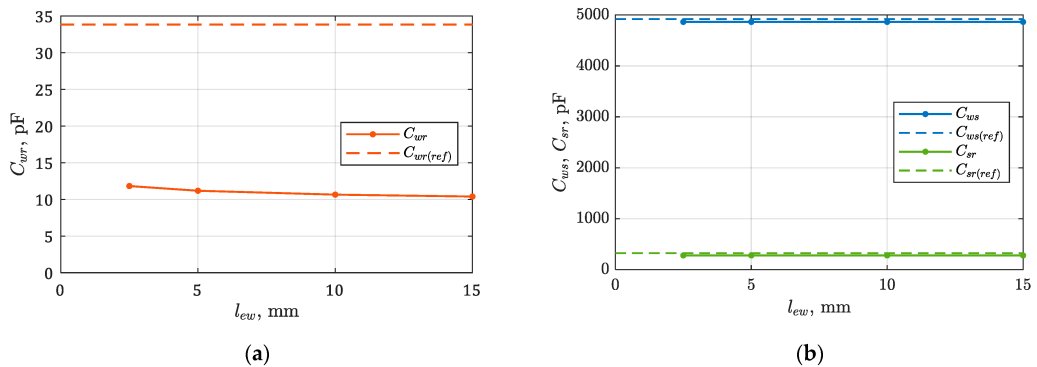 35
30
25
20
15
10
5
0
0 5 10 15
C_wr, pF
l_ew, mm
C_wr
C_wr(ref)
(a)
5000
4000
3000
2000
1000
0
0 5 10 15
C_ws, C_sr, pF
l_ew, mm
C_ws
C_ws(ref)
C_sr
C_sr(ref)
(b)